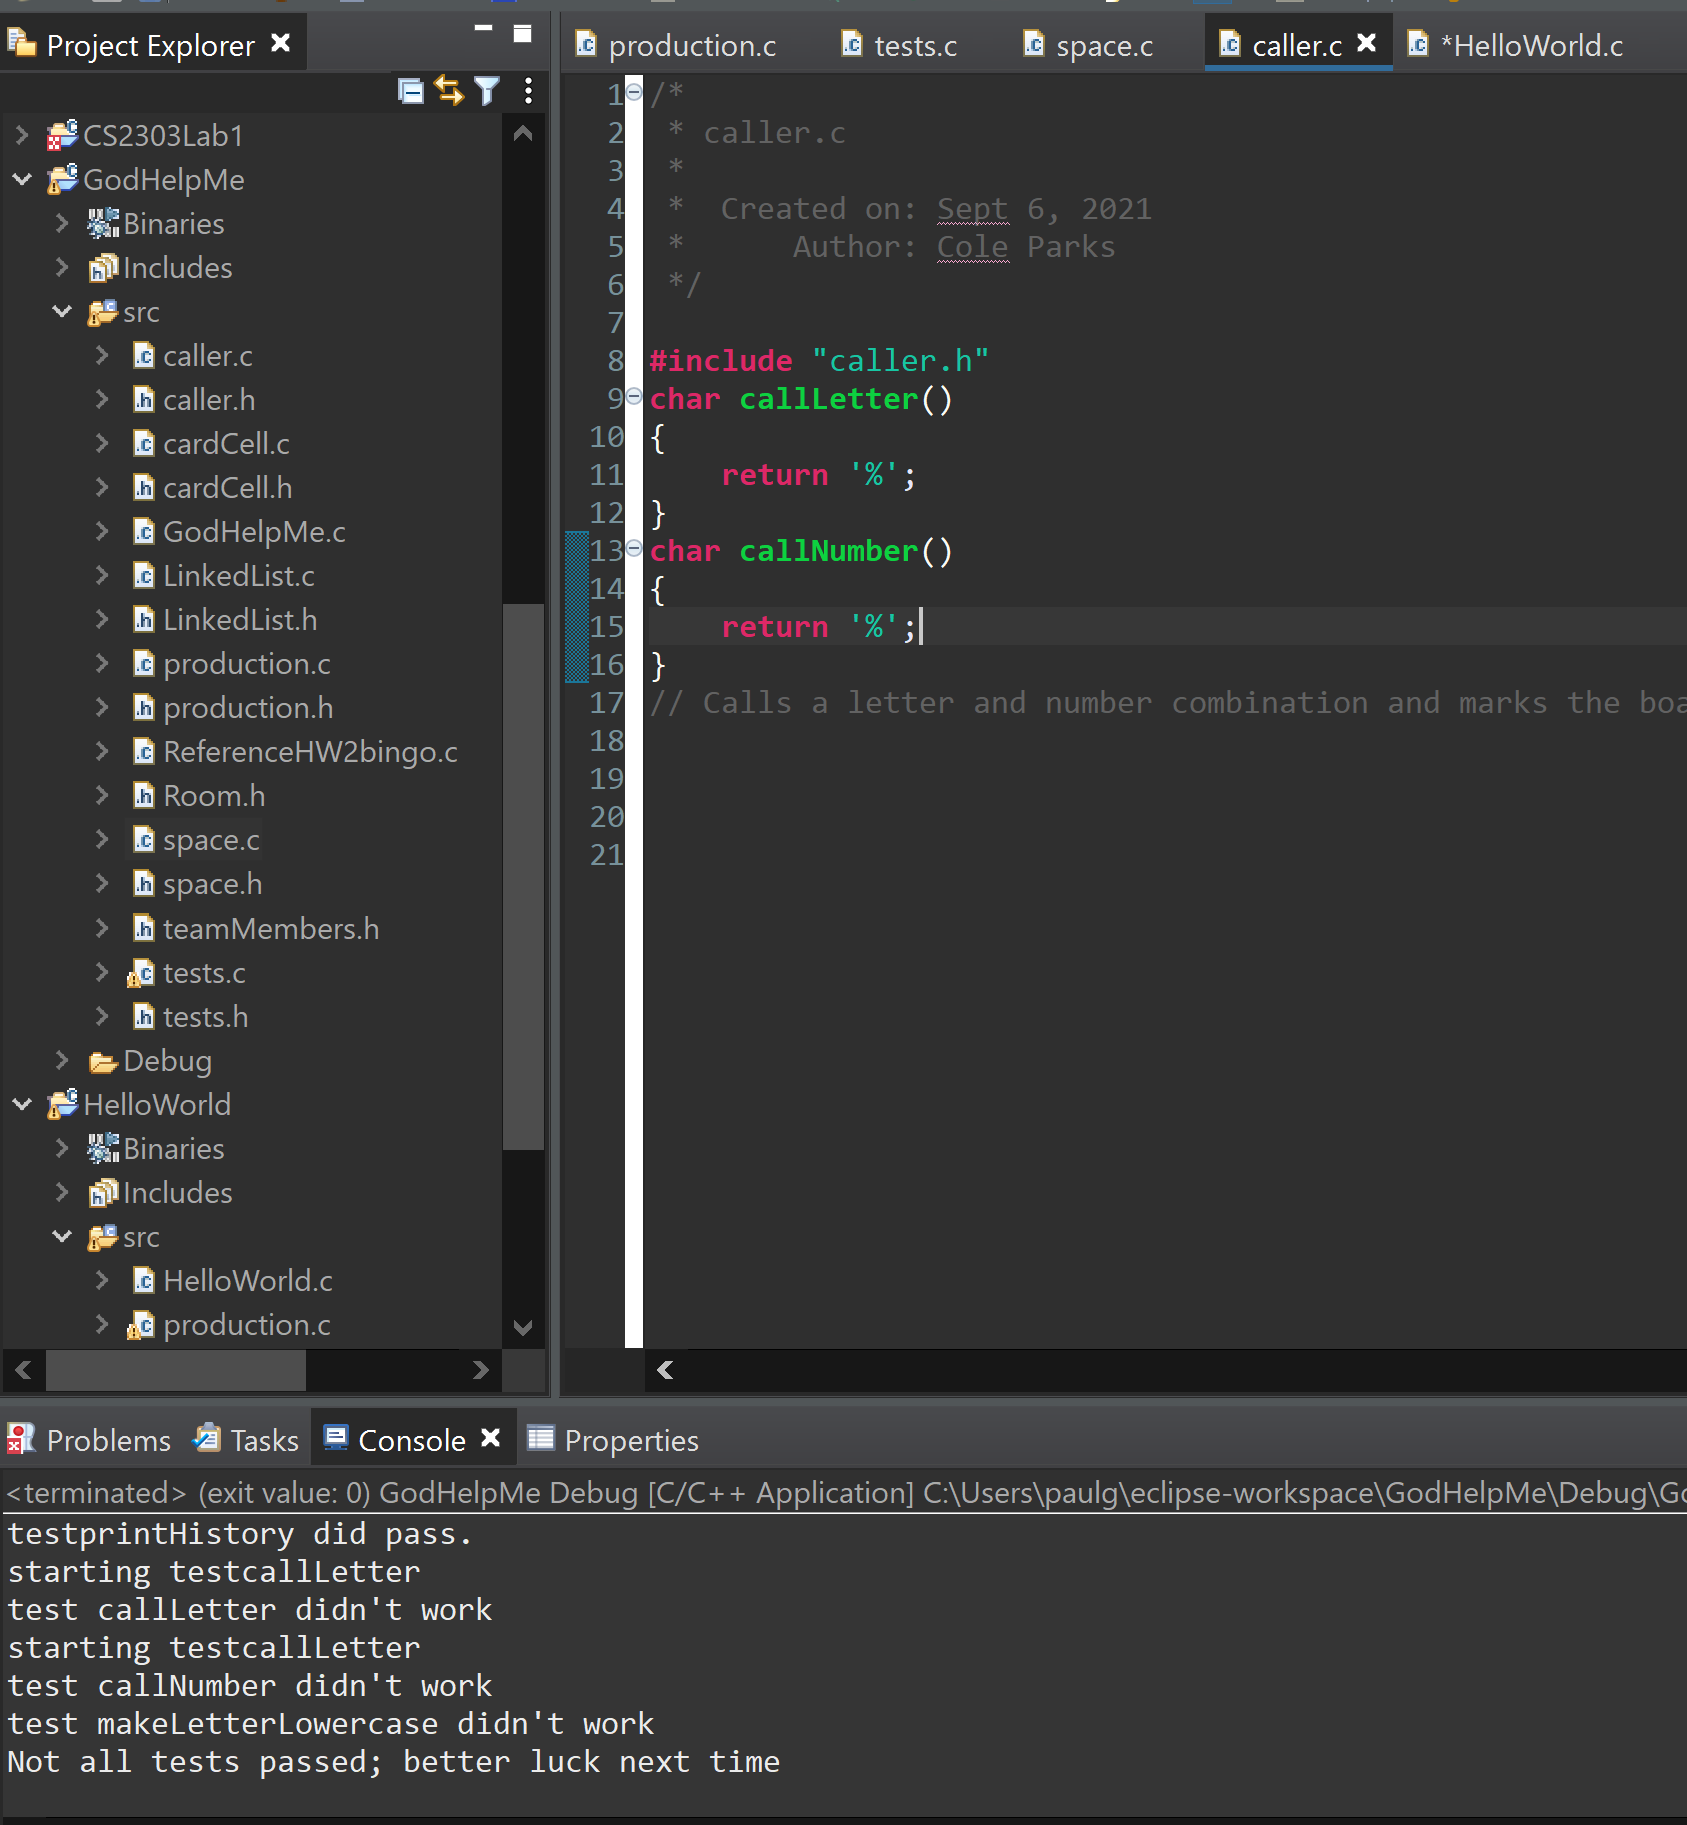 Project Explorer
CS2303Lab1
GodHelpMe
Binaries
Includes
src
caller.c
caller.h
cardCell.c
cardCell.h
GodHelpMe.c
LinkedList.c
LinkedList.h
production.c
production.h
ReferenceHW2bingo.c
Room.h
space.c
space.h
teamMembers.h
tests.c
tests.h
Debug
HelloWorld
Binaries
Includes
src
HelloWorld.c
production.c
production.c tests.c space.c caller.c *HelloWorld.c
1 /*
2 * caller.c
3 *
4 * Created on: Sept 6, 2021
5 * Author: Cole Parks
6 */
7
8 #include "caller.h"
9 char callLetter()
10 {
11 return '%';
12 }
13 char callNumber()
14 {
15 return '%';
16 }
17 // Calls a letter and number combination and marks the boa
18
19
20
21
Problems Tasks Console Properties
<terminated> (exit value: 0) GodHelpMe Debug [C/C++ Application] C:\Users\paulg\eclipse-workspace\GodHelpMe\Debug\Go
testprintHistory did pass.
starting testcallLetter
test callLetter didn't work
starting testcallLetter
test callNumber didn't work
test makeLetterLowercase didn't work
Not all tests passed; better luck next time